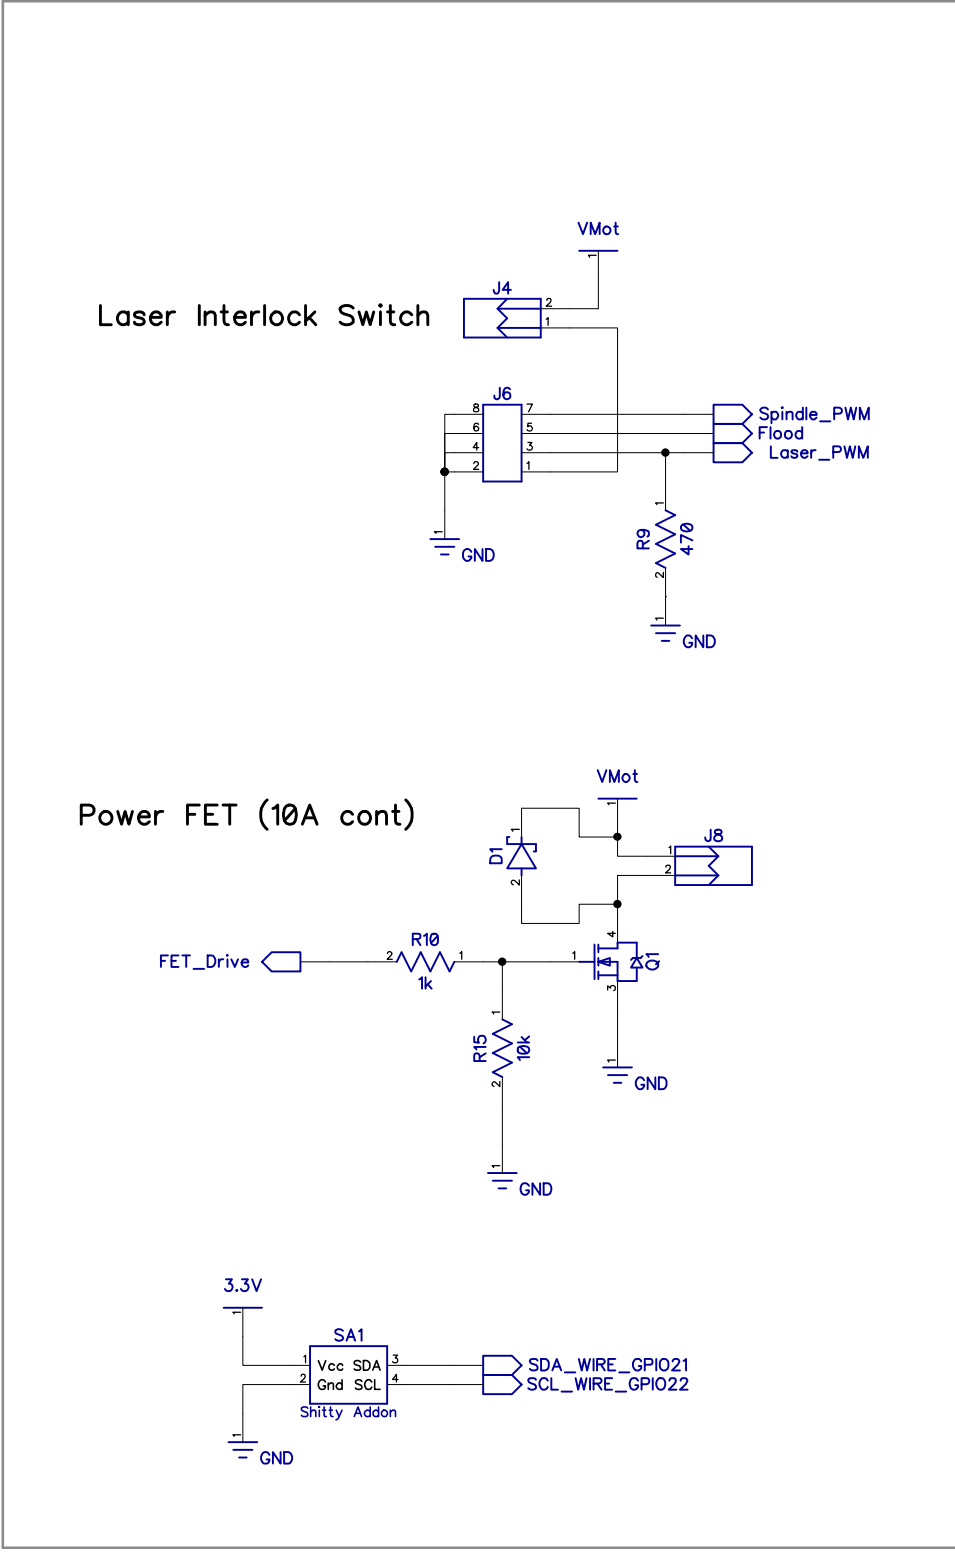 VMot
1
J4
Laser Interlock Switch
2
1
J6
8 7 Spindle_PWM
6 5 Flood
4 3 Laser_PWM
2 1
1
R9
470
1
GND
2
1
GND
VMot
1
Power FET (10A cont)
J8
1
D1
1
2
2
4
R10
FET_Drive
2 1
1
Q1
1k
3
1
R15
10k
2
1
GND
1
GND
3.3V
1
SA1
1 Vcc SDA 3 SDA_WIRE_GPIO21
2 Gnd SCL 4 SCL_WIRE_GPIO22
Shitty Addon
1
GND